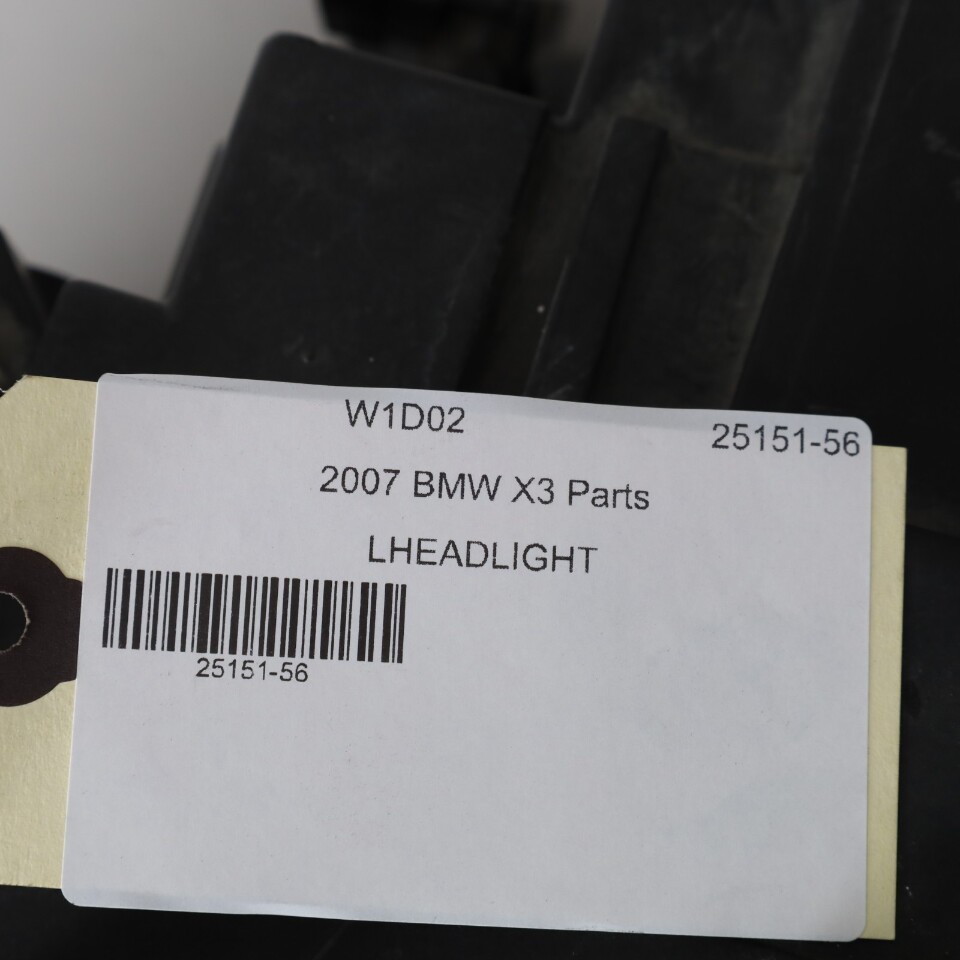 W1D02
25151-56
2007 BMW X3 Parts
LHEADLIGHT
25151-56